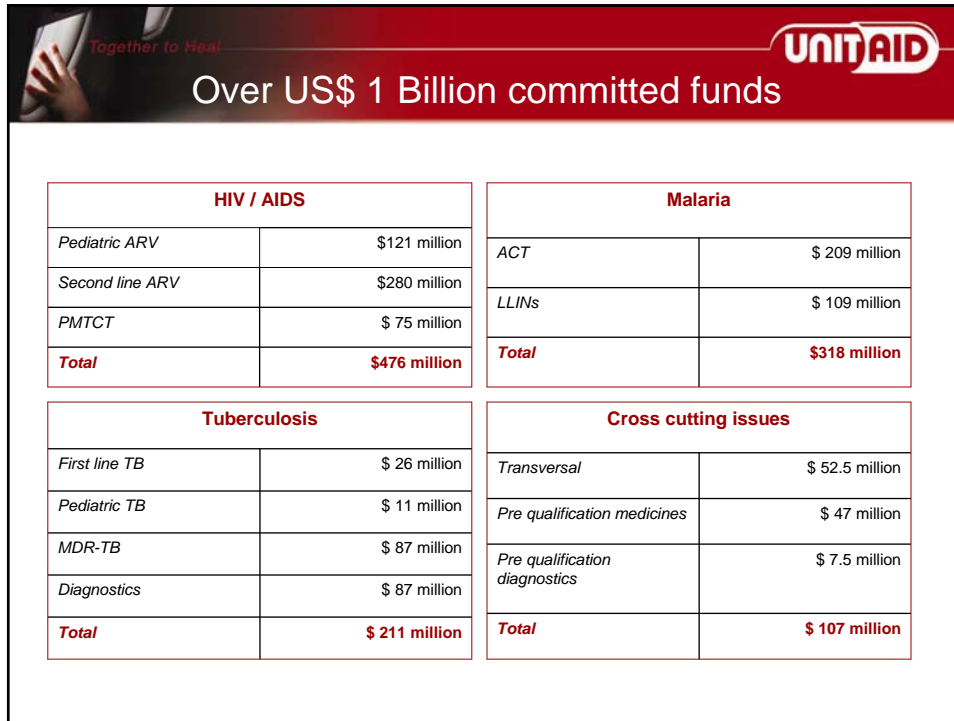 Together to Heal
UNITAID
Over US$ 1 Billion committed funds
HIV / AIDS
Pediatric ARV $121 million
Second line ARV $280 million
PMTCT $ 75 million
Total $476 million
Malaria
ACT $ 209 million
LLINs $ 109 million
Total $318 million
Tuberculosis
First line TB $ 26 million
Pediatric TB $ 11 million
MDR-TB $ 87 million
Diagnostics $ 87 million
Total $ 211 million
Cross cutting issues
Transversal $ 52.5 million
Pre qualification medicines $ 47 million
Pre qualification $ 7.5 million
diagnostics
Total $ 107 million